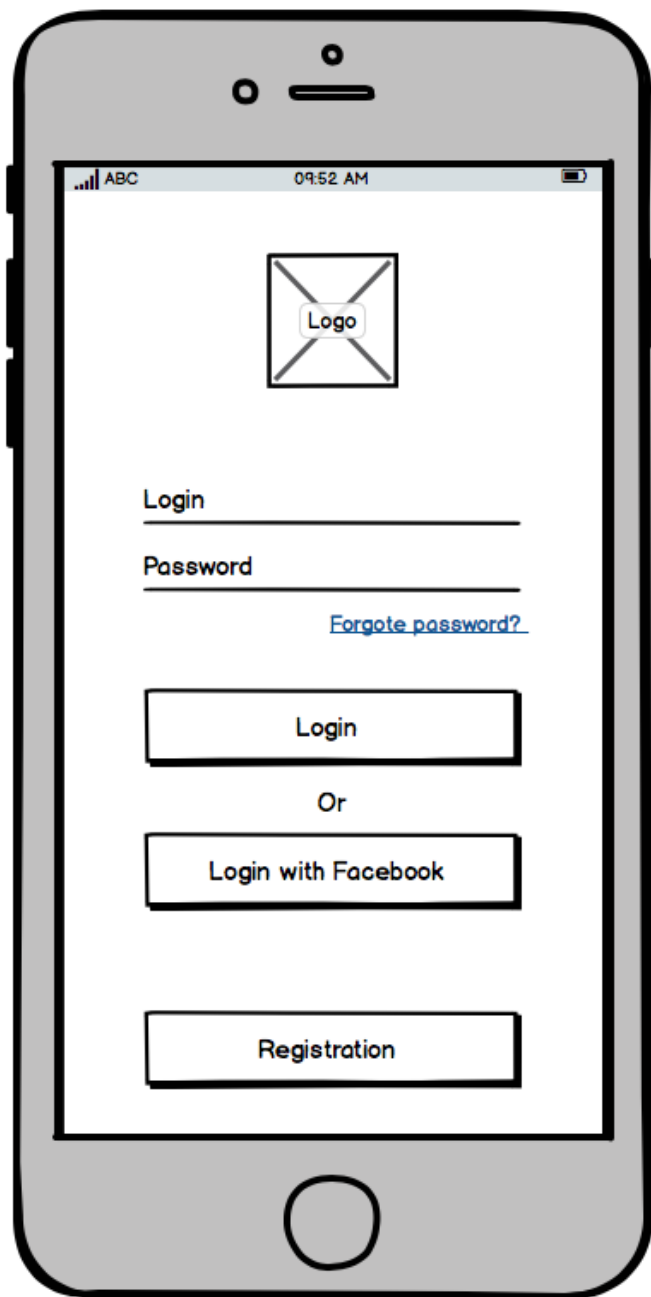 ABC 09:52 AM
Logo
Login
Password
Forgote password?
Login
Or
Login with Facebook
Registration